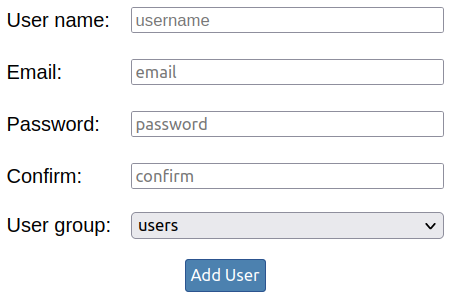 User name: username
Email: email
Password: password
Confirm: confirm
User group: users
Add User